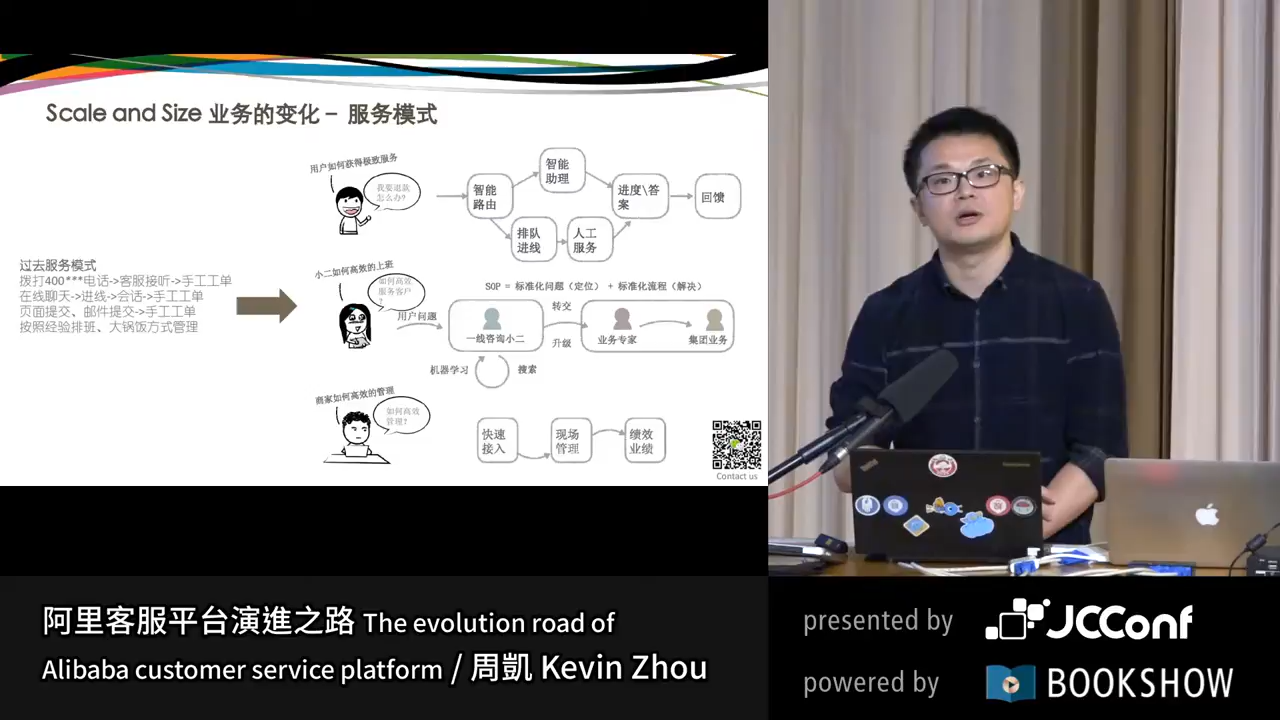 Scale and Size 业务的变化 – 服务模式
用户如何获得极致服务
我要退款
怎么办?
智能
路由
智能
助理
排队
进线
人工
服务
进度\答
案
回馈
过去服务模式
拨打400***电话->客服接听->手工工单
在线聊天->进线->会话->手工工单
页面提交、邮件提交->手工工单
按照经验排班、大锅饭方式管理
小二如何高效的上班
如何高效
服务客户
?
SOP = 标准化问题（定位） + 标准化流程（解决）
用户问题
一线咨询小二
转交
升级
业务专家
集团业务
机器学习
搜索
商家如何高效的管理
如何高效
管理?
快速
接入
现场
管理
绩效
业绩
Contact us
阿里客服平台演進之路 The evolution road of
Alibaba customer service platform / 周凱 Kevin Zhou
presented by JCConf
powered by BOOKSHOW